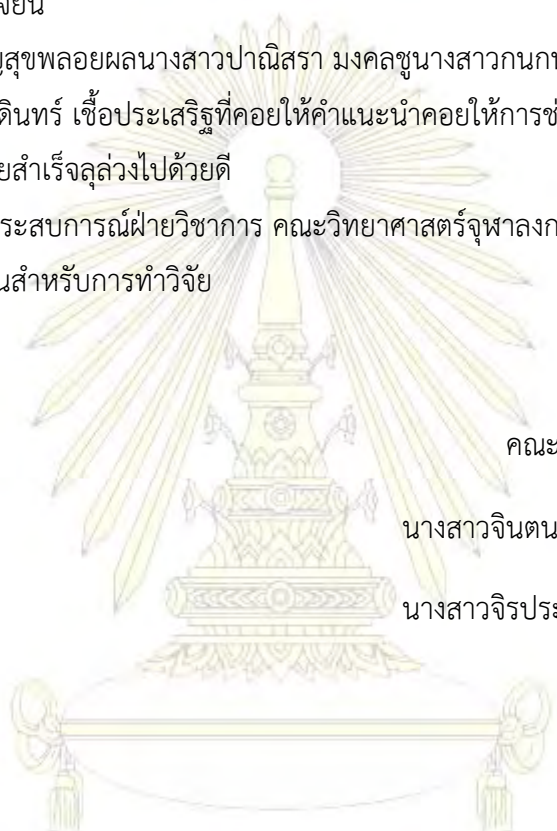 ญสุขพลอยผลนางสาวปาณิสรา มงคลชูนางสาวกนก
ดินทร์ เชื้อประเสริฐที่คอยให้คำแนะนำคอยให้การช่
ยสำเร็จลุล่วงไปด้วยดี
ระสบการณ์ฝ่ายวิชาการ คณะวิทยาศาสตร์จุฬาลงก
นสำหรับการทำวิจัย
คณะ
นางสาวจินตน
นางสาวจิรประ